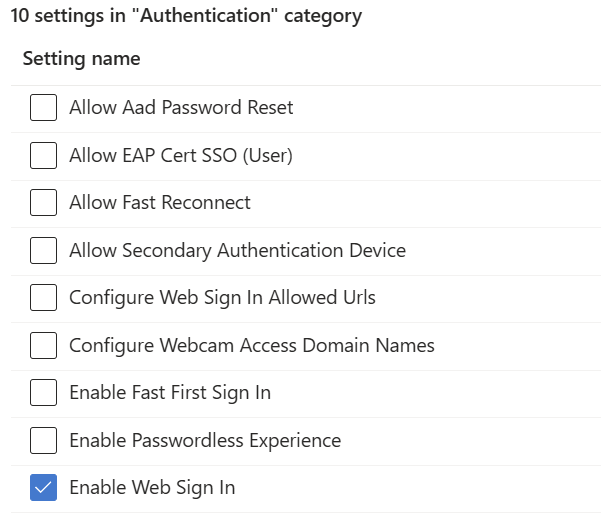 10 settings in "Authentication" category
Setting name
Allow Aad Password Reset
Allow EAP Cert SSO (User)
Allow Fast Reconnect
Allow Secondary Authentication Device
Configure Web Sign In Allowed Urls
Configure Webcam Access Domain Names
Enable Fast First Sign In
Enable Passwordless Experience
Enable Web Sign In